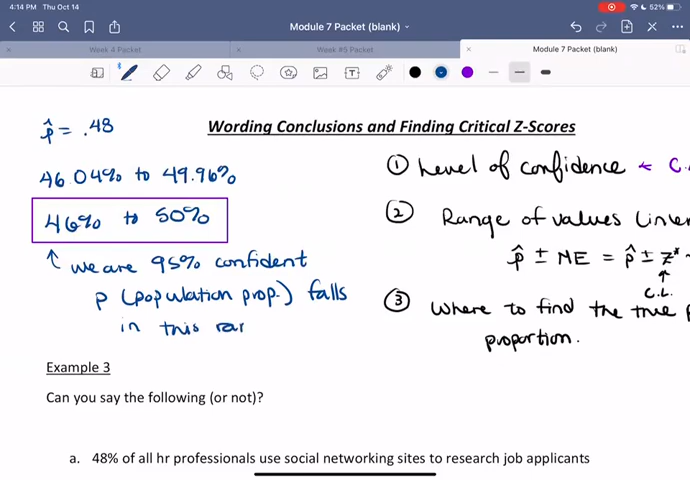 4:14 PM Thu Oct 14
52%
Module 7 Packet (blank)
Week 4 Packet
Week #5 Packet
Module 7 Packet (blank)
Wording Conclusions and Finding Critical Z-Scores
p̂ = .48
46.04% to 49.96%
46% to 50%
↑ we are 95% confident
p (population prop.) falls
in this ran
① Level of confidence ← C.
② Range of values (inter
p̂ ± ME = p̂ ± z*
↑
C.L.
③ Where to find the true p
proportion.
Example 3
Can you say the following (or not)?
a. 48% of all hr professionals use social networking sites to research job applicants